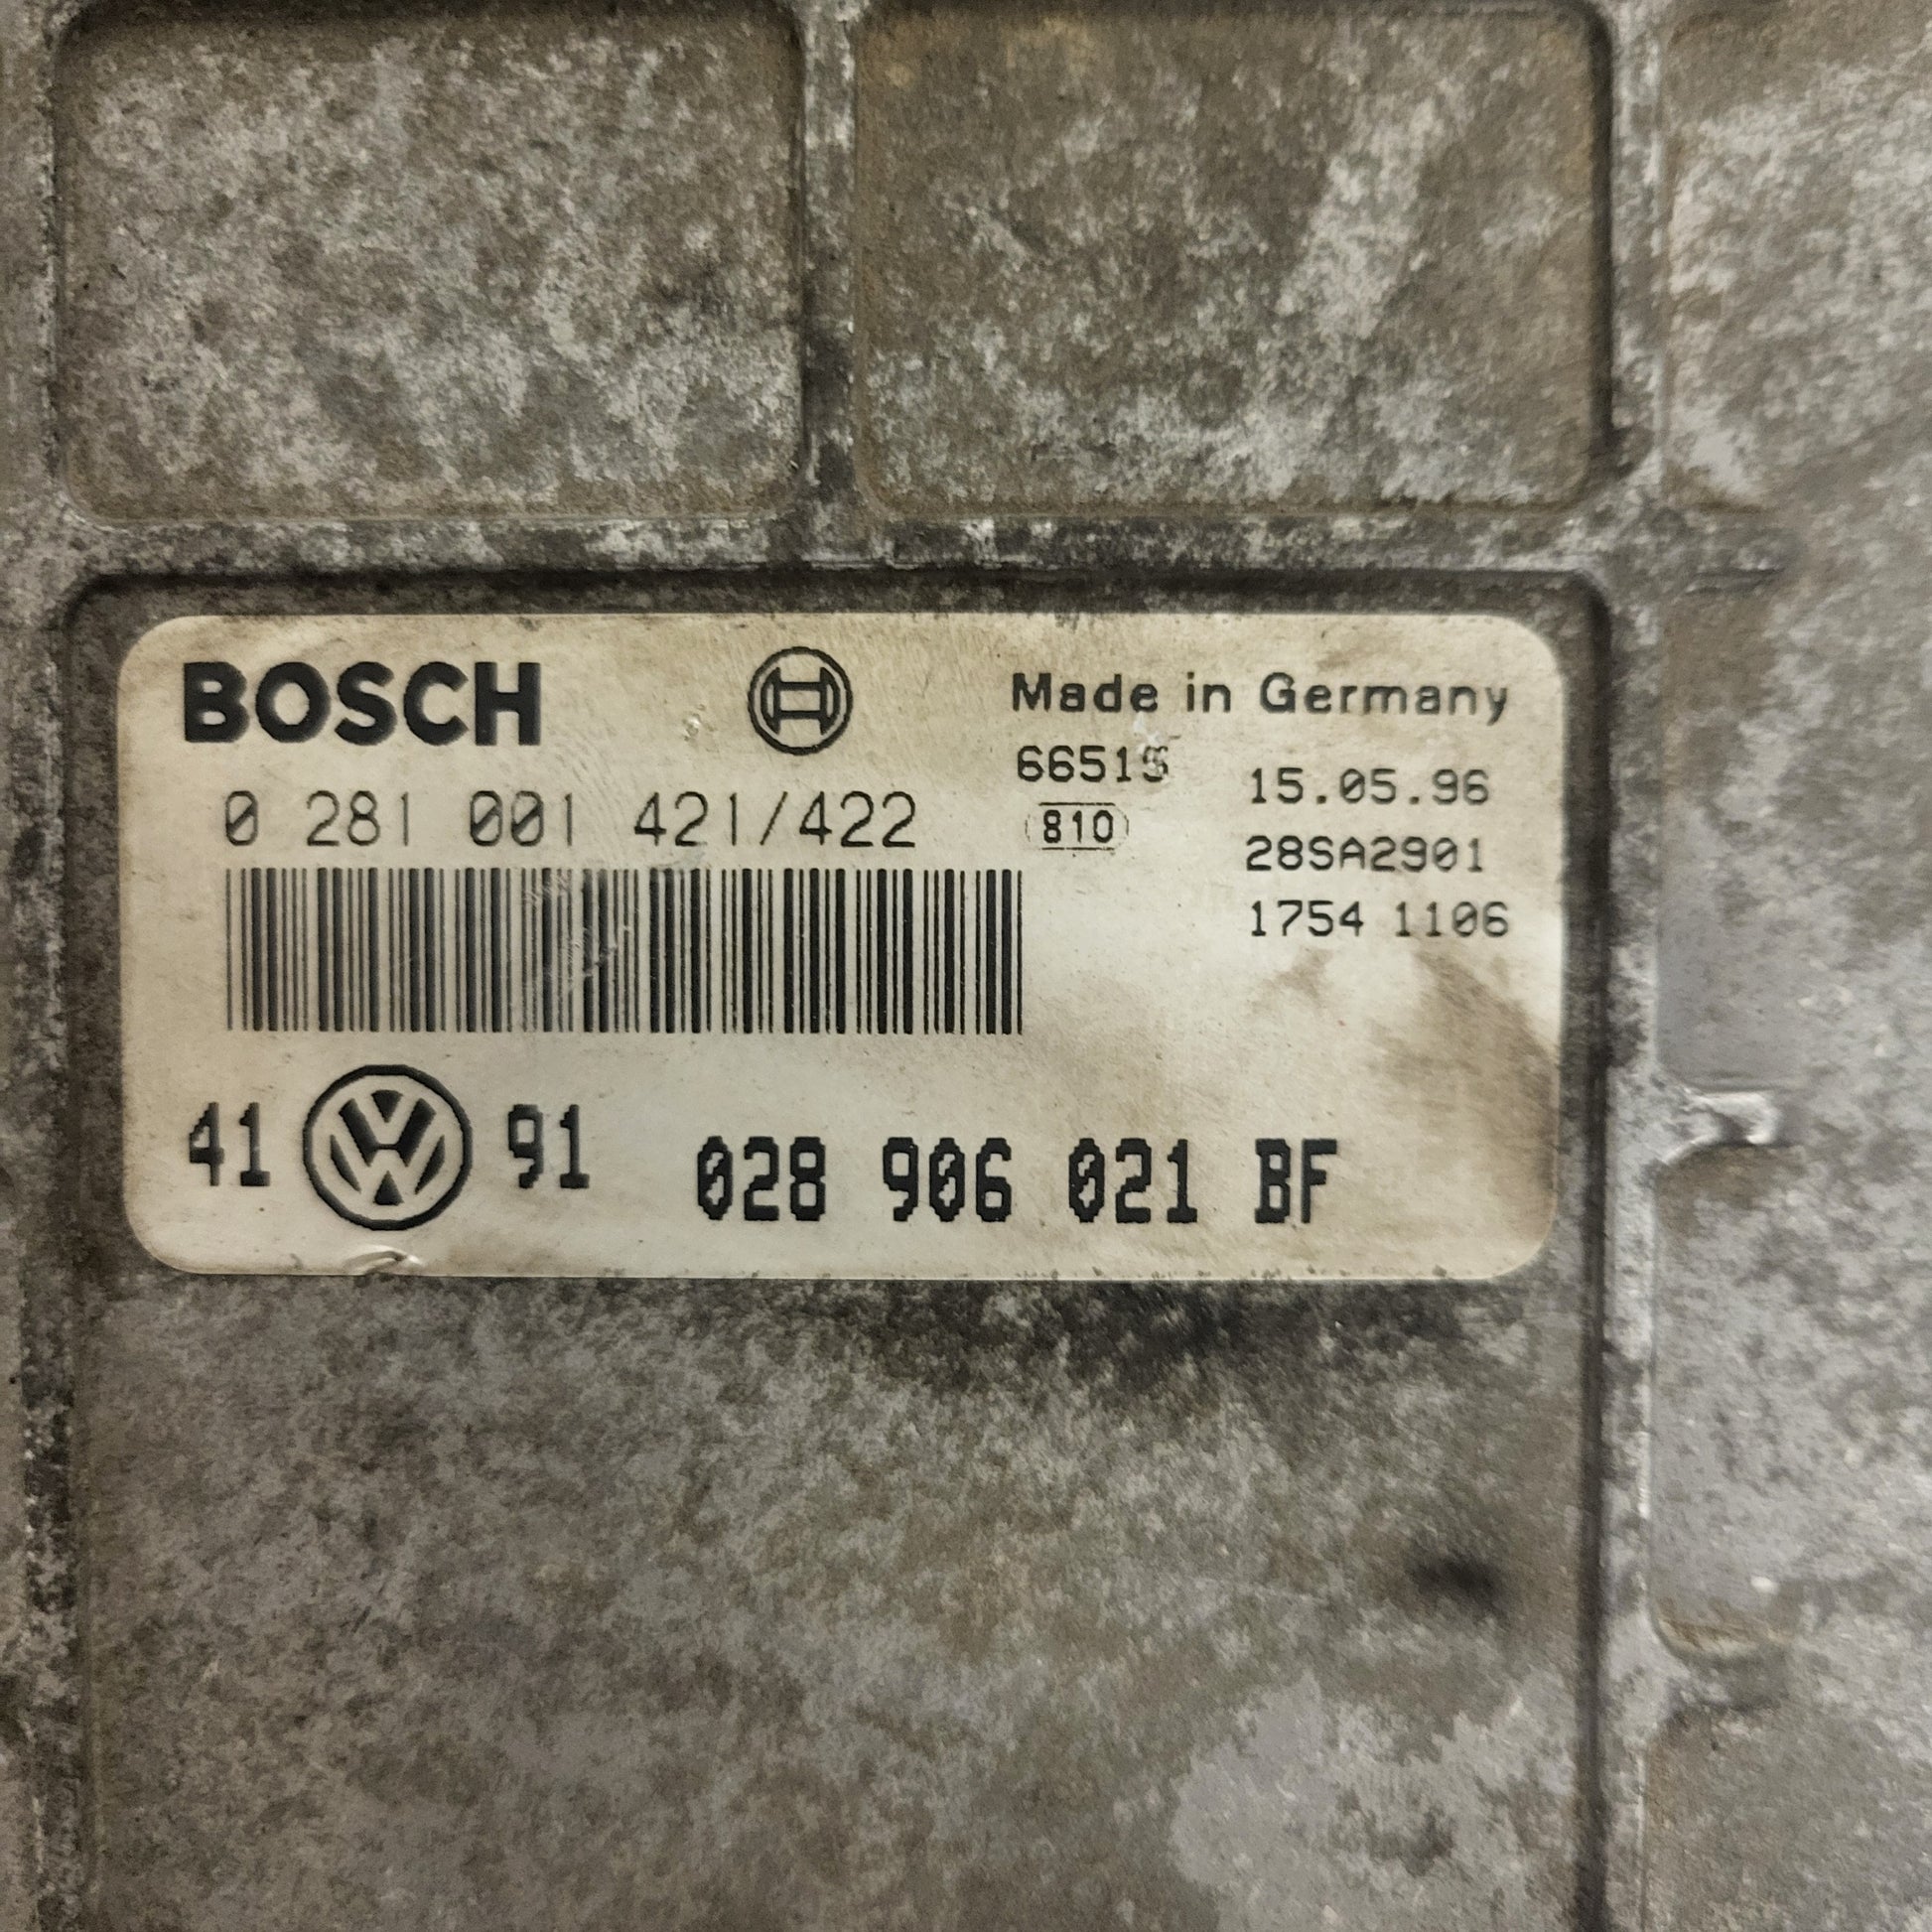 BOSCH
Made in Germany
0 281 001 421/422
810
15.05.96
28SA2901
1754 1106
41 91
028 906 021 BF